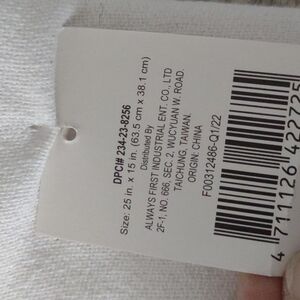 DPCI# 234-23-8256
Size: 25 in. x 15 in. (63.5 cm x 38.1 cm)
Distributed By
ALWAYS FIRST INDUSTRIAL ENT. CO., LTD
2F-1, NO. 666, SEC. 2, WUCYUAN W. ROAD
TAICHUNG, TAIWAN.
ORIGIN: CHINA
F00312486-Q1/22
4 711126 422725